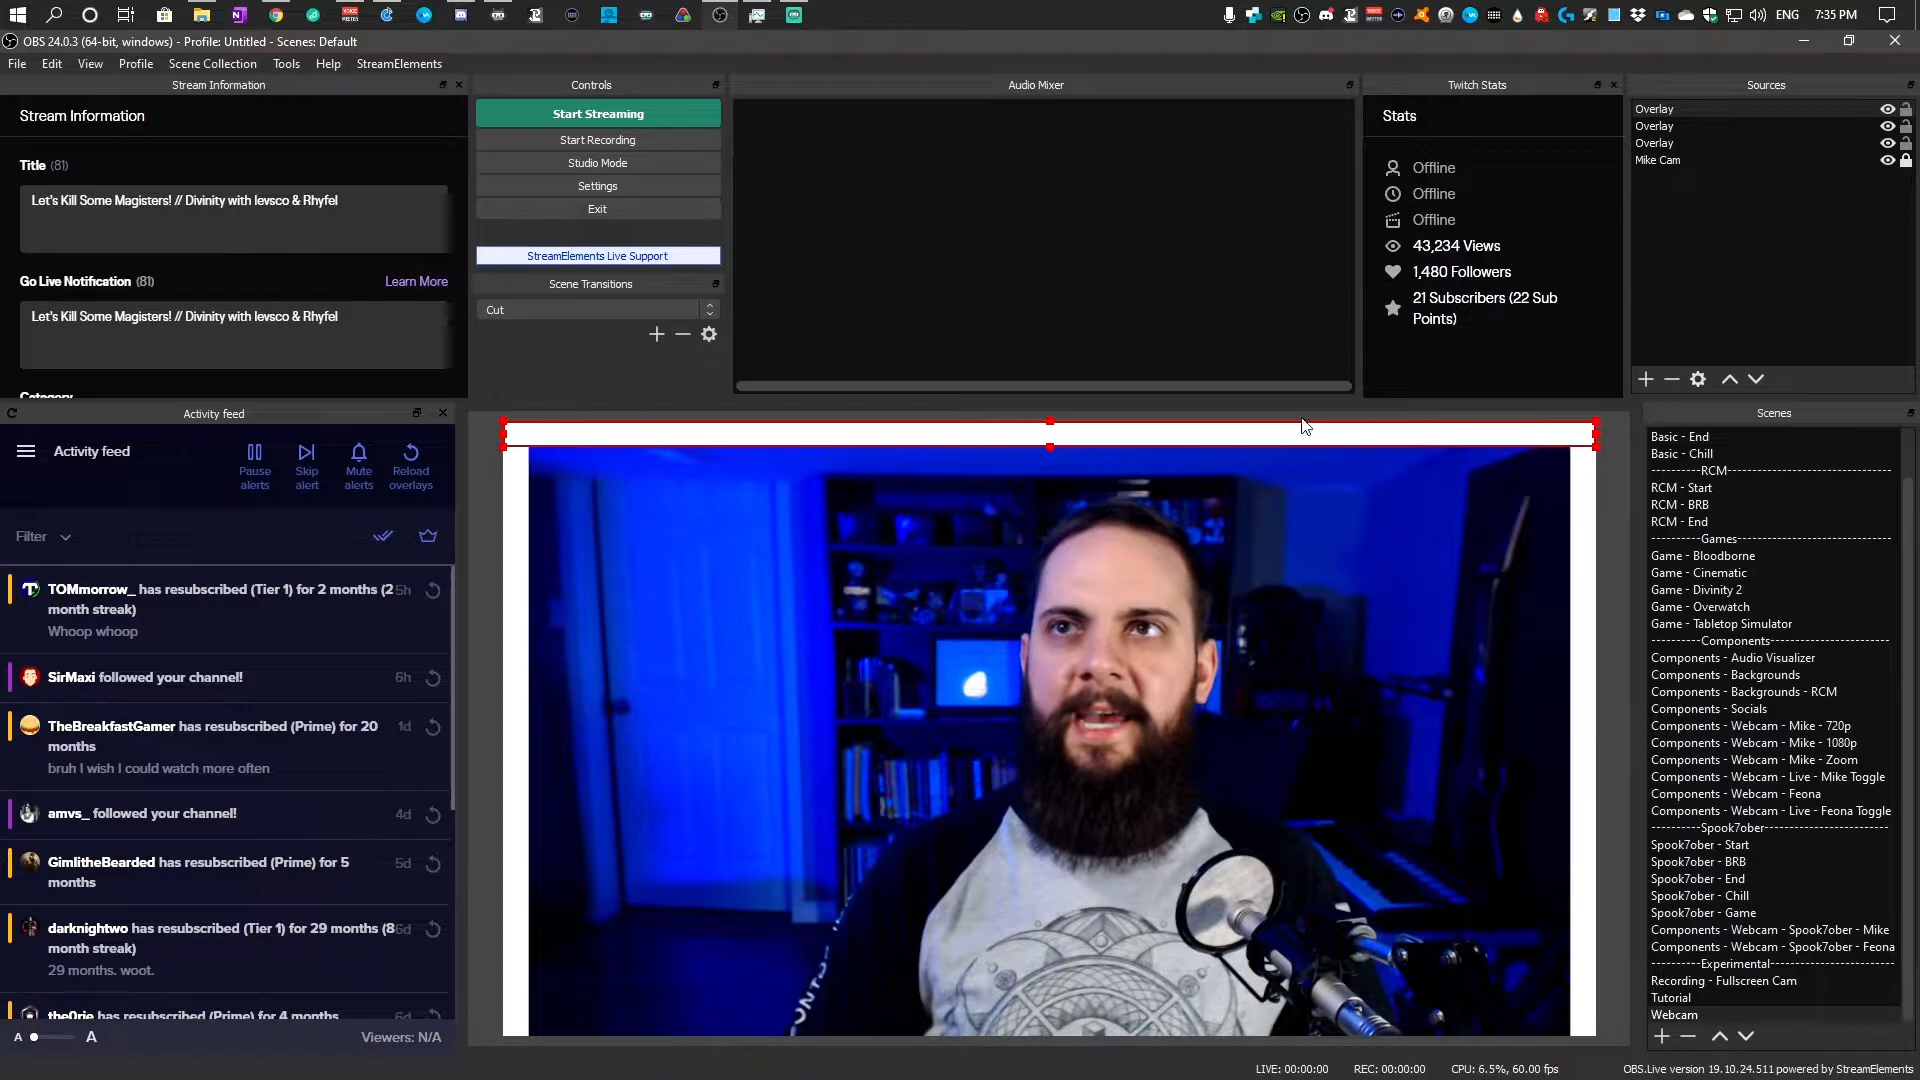 ENG
7:35 PM
OBS 24.0.3 (64-bit, windows) - Profile: Untitled - Scenes: Default
File Edit View Profile Scene Collection Tools Help StreamElements
Stream Information
Stream Information
Title (81)
Let's Kill Some Magisters! // Divinity with levsco & Rhyfel
Go Live Notification (81)
Learn More
Let's Kill Some Magisters! // Divinity with levsco & Rhyfel
Category
Controls
Start Streaming
Start Recording
Studio Mode
Settings
Exit
StreamElements Live Support
Scene Transitions
Cut
Audio Mixer
Twitch Stats
Stats
Offline
Offline
Offline
43,234 Views
1,480 Followers
21 Subscribers (22 Sub
Points)
Sources
Overlay
Overlay
Overlay
Mike Cam
Activity feed
Activity feed
Pause
alerts
Skip
alert
Mute
alerts
Reload
overlays
Filter
TOMmorrow_ has resubscribed (Tier 1) for 2 months (2
month streak)
5h
Whoop whoop
SirMaxi followed your channel!
6h
TheBreakfastGamer has resubscribed (Prime) for 20
months
1d
bruh I wish I could watch more often
amvs_ followed your channel!
4d
GimlitheBearded has resubscribed (Prime) for 5
months
5d
darknightwo has resubscribed (Tier 1) for 29 months (8
month streak)
6d
29 months. woot.
the0rie has resubscribed (Prime) for 4 months
6d
A A
Viewers: N/A
Scenes
Basic - End
Basic - Chill
----------RCM------------------------------
RCM - Start
RCM - BRB
RCM - End
----------Games----------------------------
Game - Bloodborne
Game - Cinematic
Game - Divinity 2
Game - Overwatch
Game - Tabletop Simulator
----------Components---------------------
Components - Audio Visualizer
Components - Backgrounds
Components - Backgrounds - RCM
Components - Socials
Components - Webcam - Mike - 720p
Components - Webcam - Mike - 1080p
Components - Webcam - Mike - Zoom
Components - Webcam - Live - Mike Toggle
Components - Webcam - Feona
Components - Webcam - Live - Feona Toggle
----------Spook7ober----------------------
Spook7ober - Start
Spook7ober - BRB
Spook7ober - End
Spook7ober - Chill
Spook7ober - Game
Components - Webcam - Spook7ober - Mike
Components - Webcam - Spook7ober - Feona
----------Experimental----------------------
Recording - Fullscreen Cam
Tutorial
Webcam
LIVE: 00:00:00
REC: 00:00:00
CPU: 6.5%, 60.00 fps
OBS.Live version 19.10.24.511 powered by StreamElements